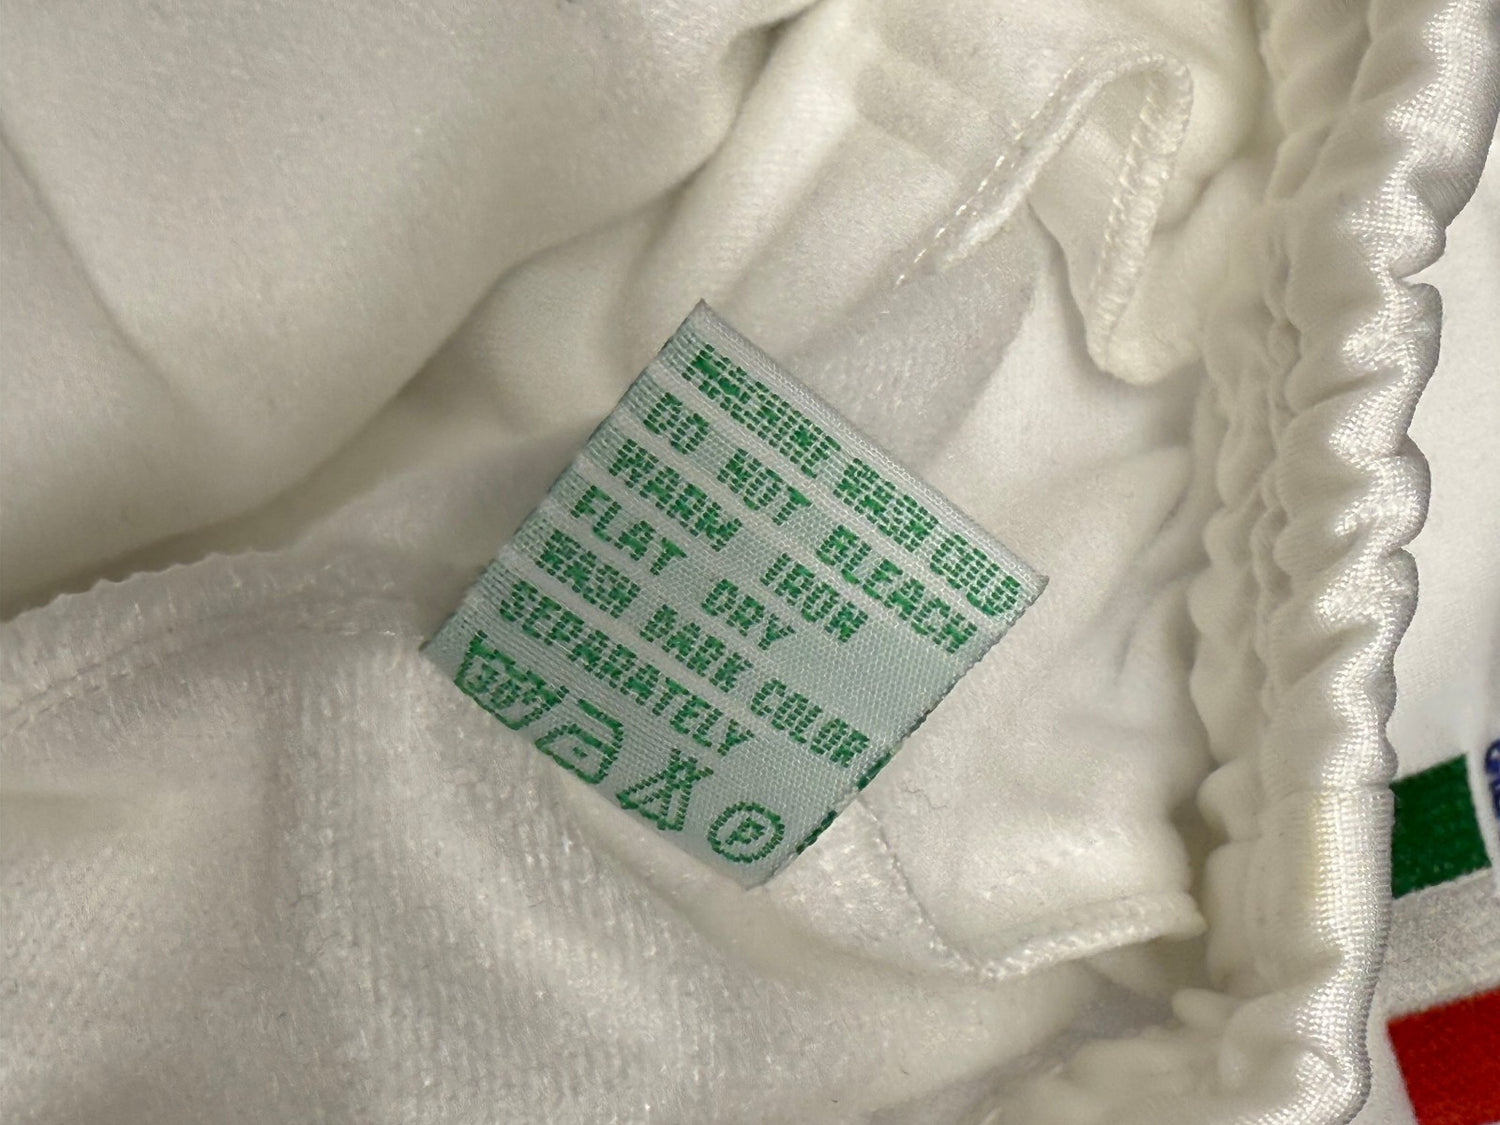 MACHINE WASH COLD
DO NOT BLEACH
WARM IRON
FLAT DRY
WASH DARK COLOR
SEPARATELY
30
P